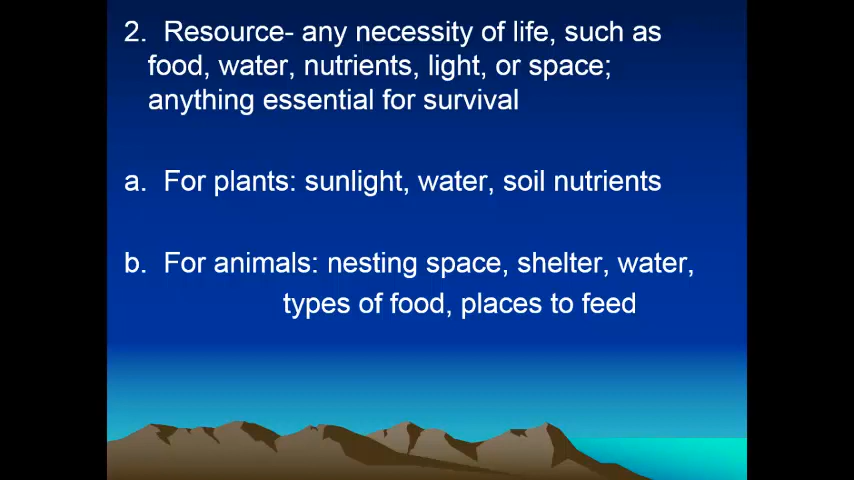 2. Resource- any necessity of life, such as
food, water, nutrients, light, or space;
anything essential for survival
a. For plants: sunlight, water, soil nutrients
b. For animals: nesting space, shelter, water,
types of food, places to feed